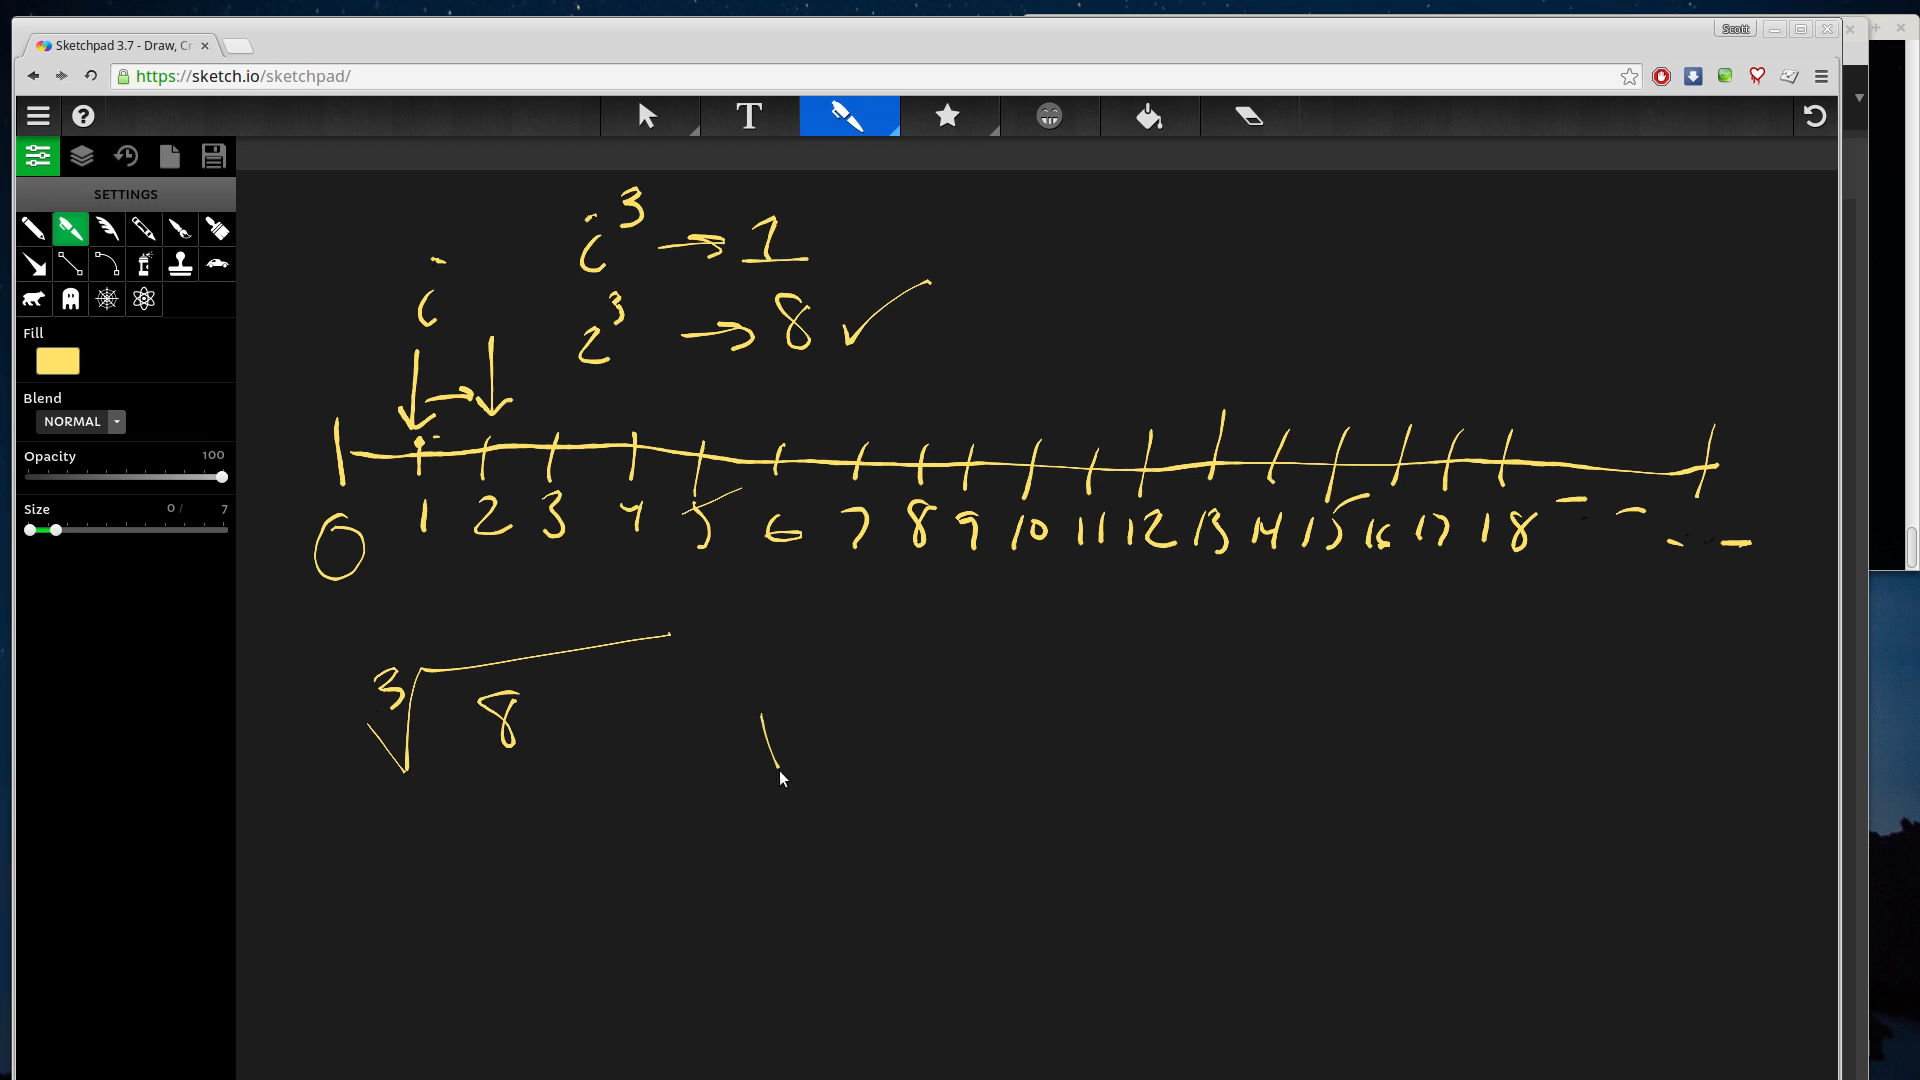 Scott
Sketchpad 3.7 - Draw, Cr
https://sketch.io/sketchpad/
T
SETTINGS
Fill
Blend
NORMAL
Opacity 100
Size 0 / 7
i³ → 1
i
2³ → 8 ✓
0 1 2 3 4 5 6 7 8 9 10 11 12 13 14 15 16 17 18
∛8